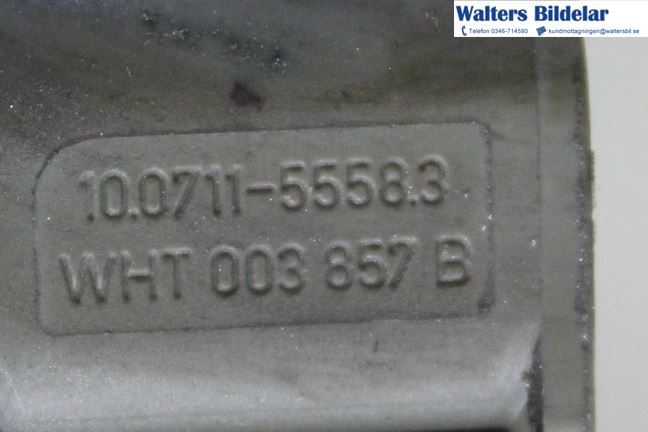 Walters Bildelar
Telefon 0346-714580 kundmottagningen@waltersbil.se
10.0711-5558.3
WHT 003 857 B